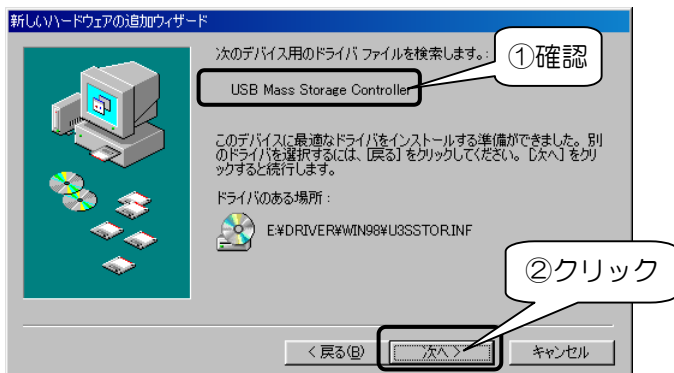 新しいハードウェアの追加ウィザード
次のデバイス用のドライバ ファイルを検索します。:
①確認
USB Mass Storage Controller
このデバイスに最適なドライバをインストールする準備ができました。別
のドライバを選択するには、[戻る] をクリックしてください。[次へ] をクリ
ックすると続行します。
ドライバのある場所 :
E:¥DRIVER¥WIN98¥U3SSTOR.INF
②クリック
< 戻る(B)
次へ >
キャンセル